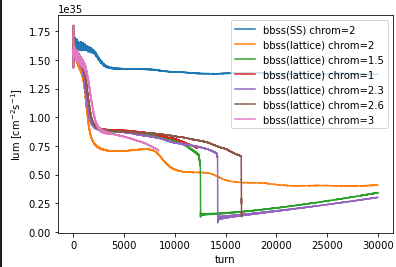 1e35
lum [cm⁻²s⁻¹]
1.75
1.50
1.25
1.00
0.75
0.50
0.25
0.00
bbss(SS) chrom=2
bbss(lattice) chrom=2
bbss(lattice) chrom=1.5
bbss(lattice) chrom=1
bbss(lattice) chrom=2.3
bbss(lattice) chrom=2.6
bbss(lattice) chrom=3
0 5000 10000 15000 20000 25000 30000
turn